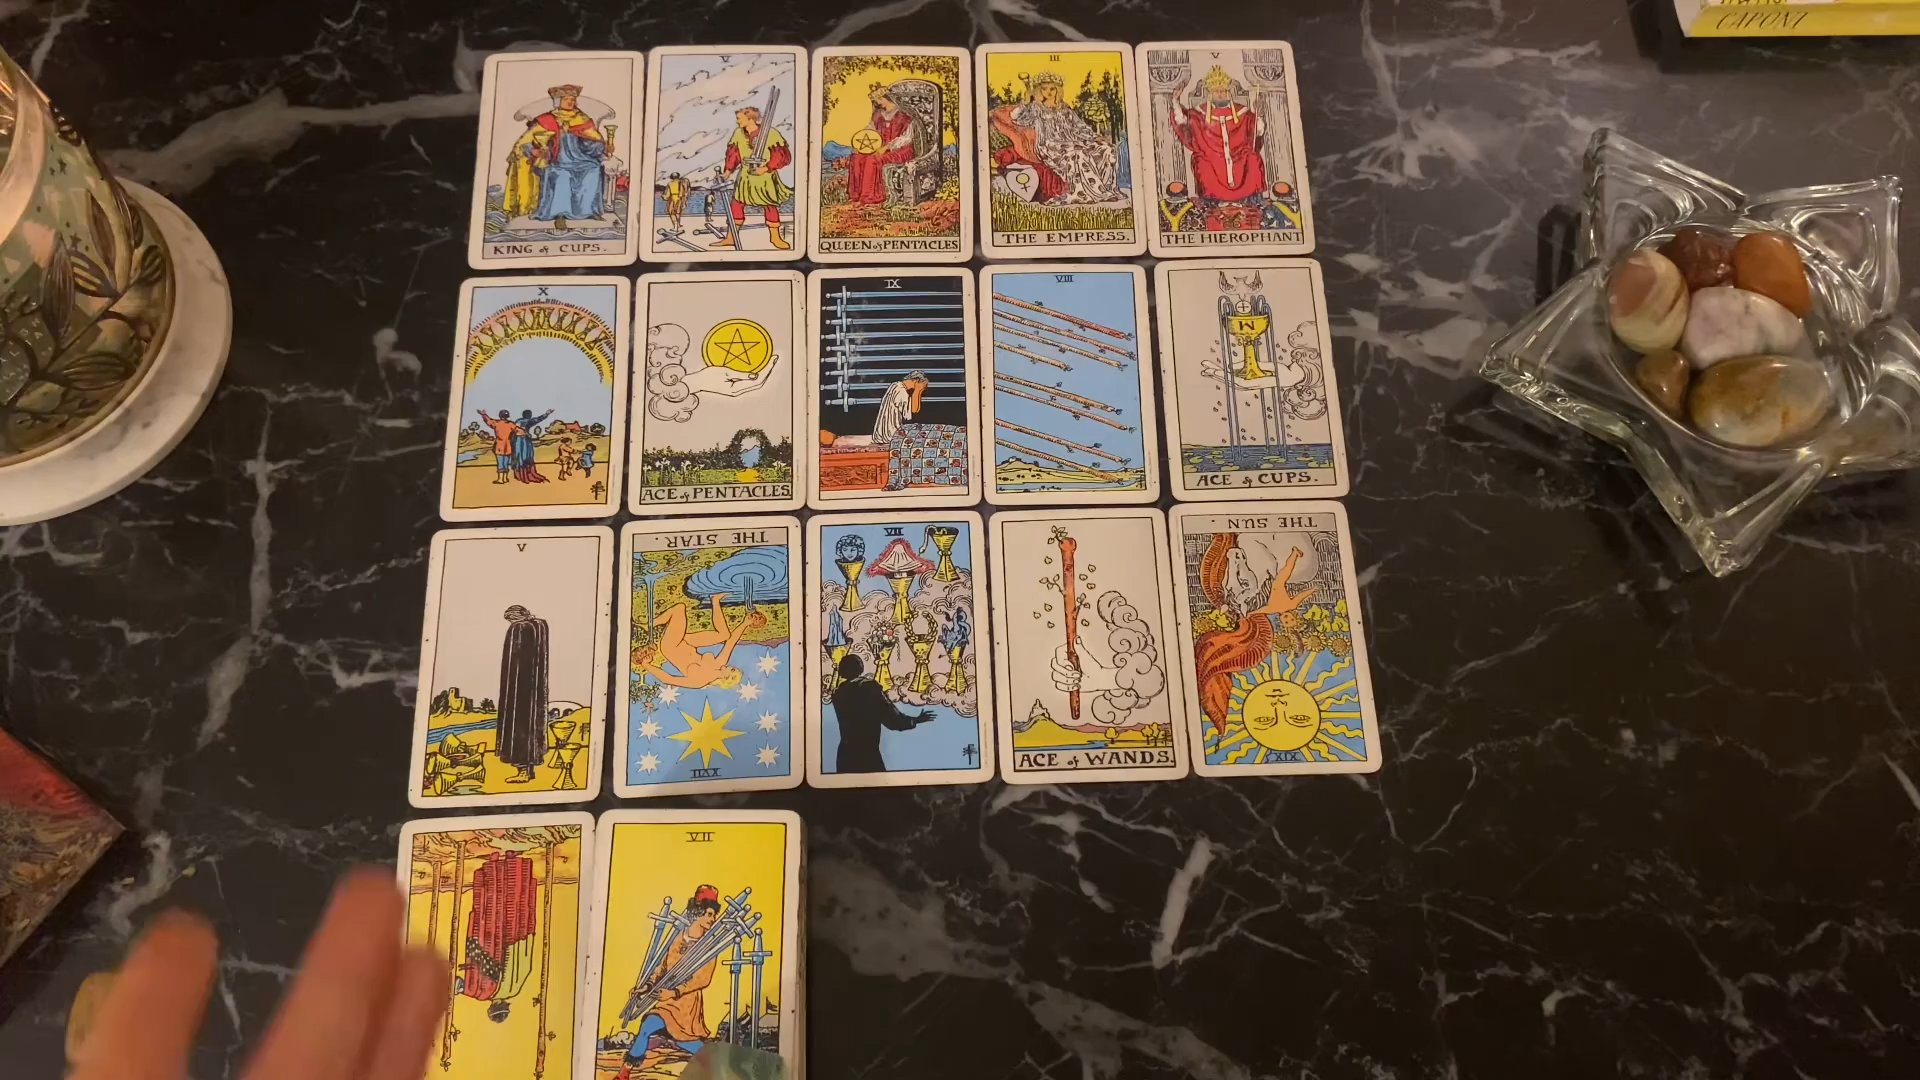 CAPONI
KING of CUPS.
V
QUEEN of PENTACLES
III
THE EMPRESS.
V
THE HIEROPHANT
X
ACE of PENTACLES
IX
VIII
ACE of CUPS.
V
THE STAR.
XVII
VII
ACE of WANDS.
THE SUN.
XIX
VII